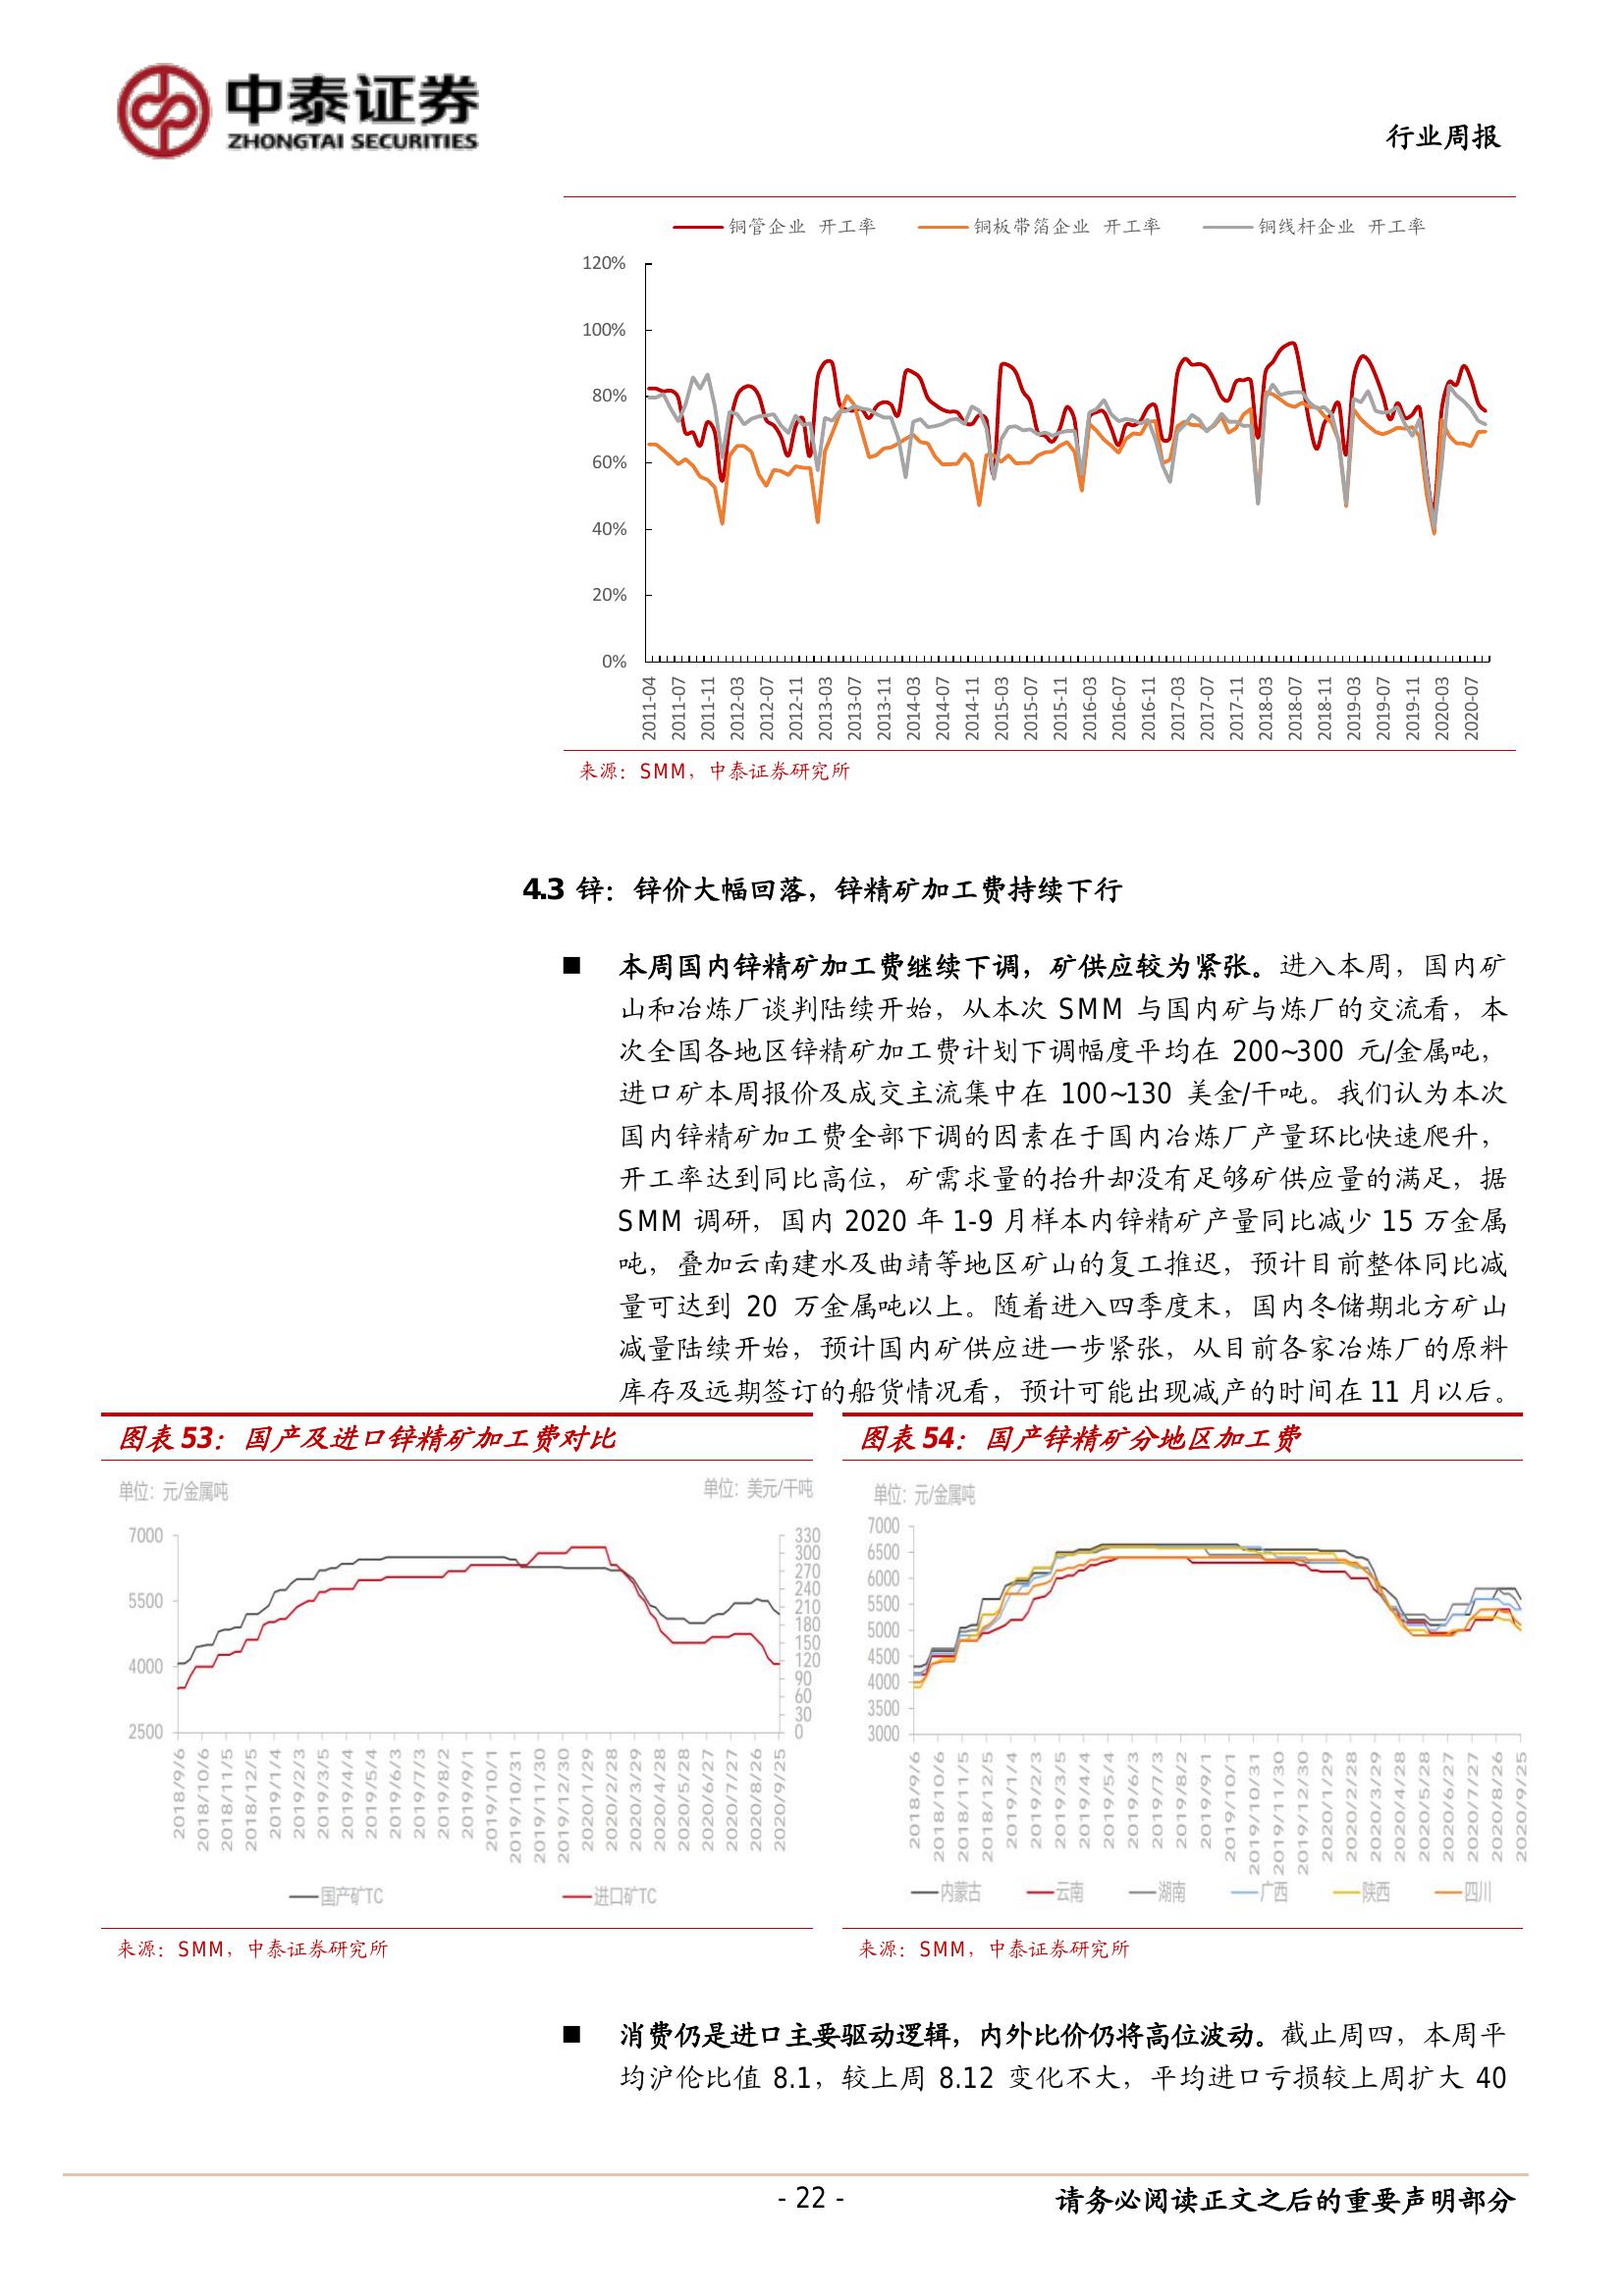 中泰证券
ZHONGTAI SECURITIES
行业周报
铜管企业 开工率 铜板带箔企业 开工率 铜线杆企业 开工率
120%
100%
80%
60%
40%
20%
0%
2011-04 2011-07 2011-11 2012-03 2012-07 2012-11 2013-03 2013-07 2013-11 2014-03 2014-07 2014-11 2015-03 2015-07 2015-11 2016-03 2016-07 2016-11 2017-03 2017-07 2017-11 2018-03 2018-07 2018-11 2019-03 2019-07 2019-11 2020-03 2020-07
来源：SMM，中泰证券研究所
4.3 锌：锌价大幅回落，锌精矿加工费持续下行
■ 本周国内锌精矿加工费继续下调，矿供应较为紧张。进入本周，国内矿
山和冶炼厂谈判陆续开始，从本次 SMM 与国内矿与炼厂的交流看，本
次全国各地区锌精矿加工费计划下调幅度平均在 200~300 元/金属吨，
进口矿本周报价及成交主流集中在 100~130 美金/干吨。我们认为本次
国内锌精矿加工费全部下调的因素在于国内冶炼厂产量环比快速爬升，
开工率达到同比高位，矿需求量的抬升却没有足够矿供应量的满足，据
SMM 调研，国内 2020 年 1-9 月样本内锌精矿产量同比减少 15 万金属
吨，叠加云南建水及曲靖等地区矿山的复工推迟，预计目前整体同比减
量可达到 20 万金属吨以上。随着进入四季度末，国内冬储期北方矿山
减量陆续开始，预计国内矿供应进一步紧张，从目前各家冶炼厂的原料
库存及远期签订的船货情况看，预计可能出现减产的时间在 11 月以后。
图表 53：国产及进口锌精矿加工费对比
单位：元/金属吨 单位：美元/干吨
7000
5500
4000
2500
330
300
270
240
210
180
150
120
90
60
30
0
2018/9/6 2018/10/6 2018/11/5 2018/12/5 2019/1/4 2019/2/3 2019/3/5 2019/4/4 2019/5/4 2019/6/3 2019/7/3 2019/8/2 2019/9/1 2019/10/1 2019/10/31 2019/11/30 2019/12/30 2020/1/29 2020/2/28 2020/3/29 2020/4/28 2020/5/28 2020/6/27 2020/7/27 2020/8/26 2020/9/25
国产矿TC 进口矿TC
来源：SMM，中泰证券研究所
图表 54：国产锌精矿分地区加工费
单位：元/金属吨
7000
6500
6000
5500
5000
4500
4000
3500
3000
2018/9/6 2018/10/6 2018/11/5 2018/12/5 2019/1/4 2019/2/3 2019/3/5 2019/4/4 2019/5/4 2019/6/3 2019/7/3 2019/8/2 2019/9/1 2019/10/1 2019/10/31 2019/11/30 2019/12/30 2020/1/29 2020/2/28 2020/3/29 2020/4/28 2020/5/28 2020/6/27 2020/7/27 2020/8/26 2020/9/25
内蒙古 云南 湖南 广西 陕西 四川
来源：SMM，中泰证券研究所
■ 消费仍是进口主要驱动逻辑，内外比价仍将高位波动。截止周四，本周平
均沪伦比值 8.1，较上周 8.12 变化不大，平均进口亏损较上周扩大 40
- 22 -
请务必阅读正文之后的重要声明部分